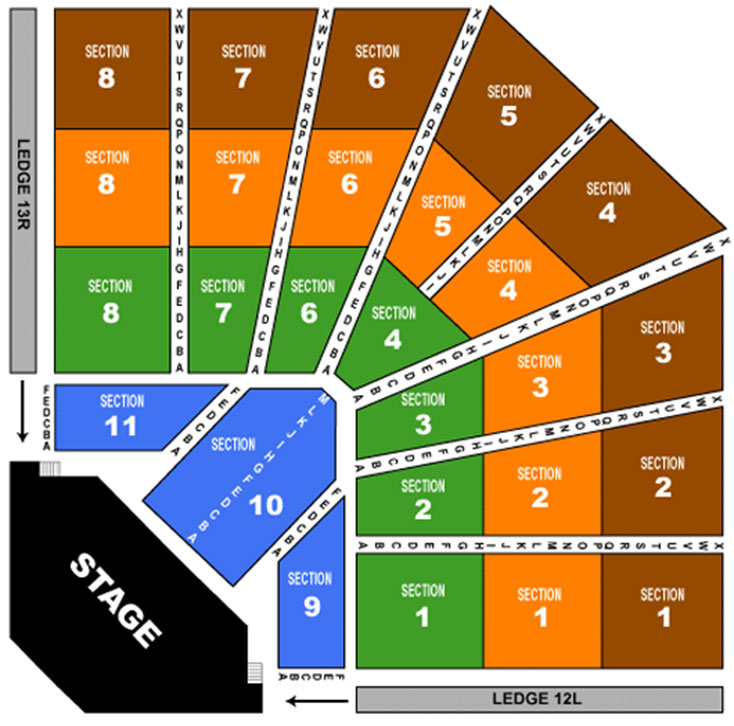 SECTION
8
SECTION
7
SECTION
6
SECTION
5
SECTION
4
SECTION
3
SECTION
2
SECTION
1
SECTION
8
SECTION
7
SECTION
6
SECTION
5
SECTION
4
SECTION
3
SECTION
2
SECTION
1
SECTION
8
SECTION
7
SECTION
6
SECTION
4
SECTION
3
SECTION
2
SECTION
1
X W V U T S R Q P O N M L K J I H G F E D C B A
X W V U T S R Q P O N M L K J I H G F E D C B A
X W V U T S R Q P O N M L K J I H G F E D C B A
X W V U T S R Q P O N M L K J I
A B C D E F G H I J K L M N O P Q R S T U V W X
A B C D E F G H I J K L M N O P Q R S T U V W X
A B C D E F G H I J K L M N O P Q R S T U V W X
LEDGE 13R
F E D C B A
SECTION
11
F E D C B A
SECTION
10
M L K J I H G F E D C B A
F E D C B A
SECTION
9
A B C D E F
STAGE
LEDGE 12L